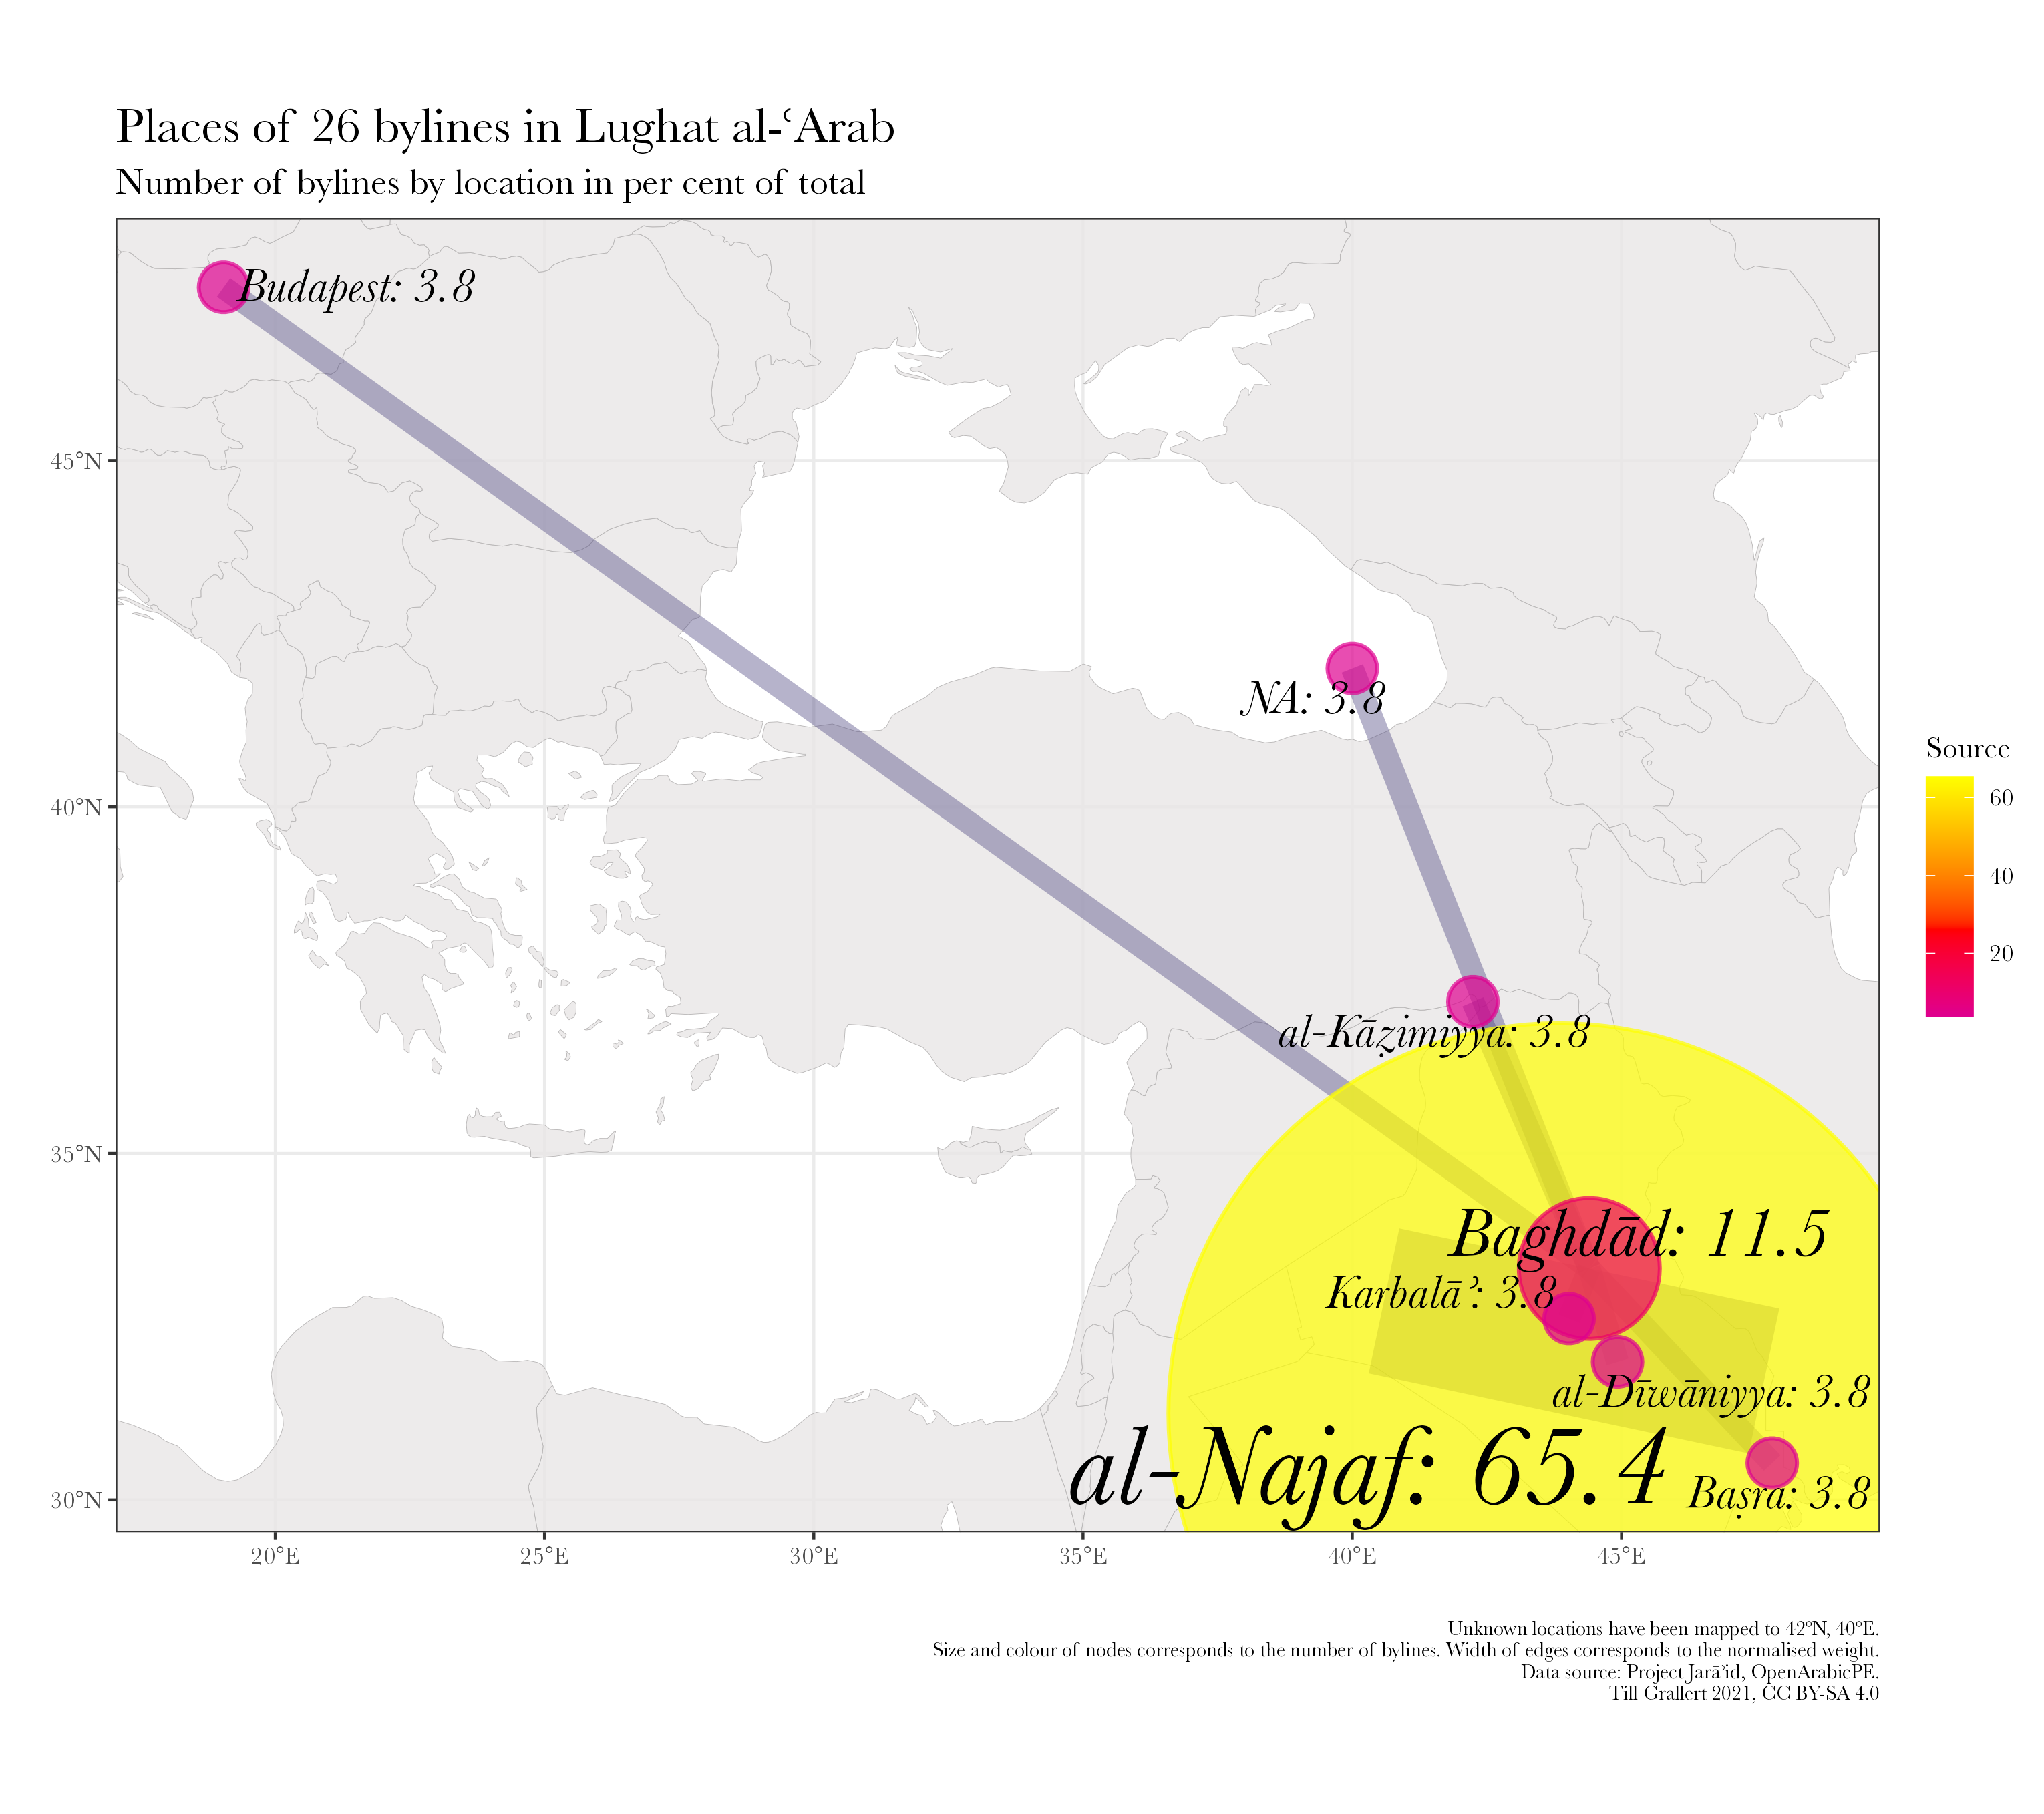 Places of 26 bylines in Lughat al-ʿArab
Number of bylines by location in per cent of total
Budapest: 3.8
45°N
NA: 3.8
Source
60
40°N
40
20
al-Kāẓimiyya: 3.8
35°N
Baghdād: 11.5
Karbalāʾ: 3.8
al-Dīwāniyya: 3.8
al-Najaf: 65.4
Baṣra: 3.8
30°N
20°E 25°E 30°E 35°E 40°E 45°E
Unknown locations have been mapped to 42°N, 40°E.
Size and colour of nodes corresponds to the number of bylines. Width of edges corresponds to the normalised weight.
Data source: Project Jarāʾid, OpenArabicPE.
Till Grallert 2021, CC BY-SA 4.0